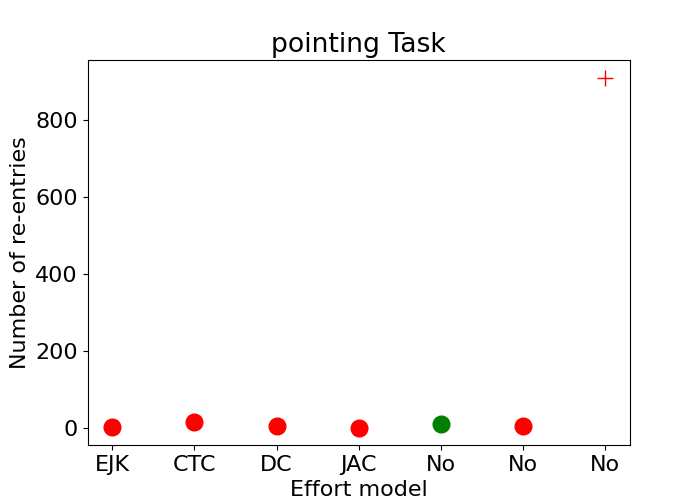 pointing Task
Number of re-entries
800
600
400
200
0
EJK CTC DC JAC No No No
Effort model